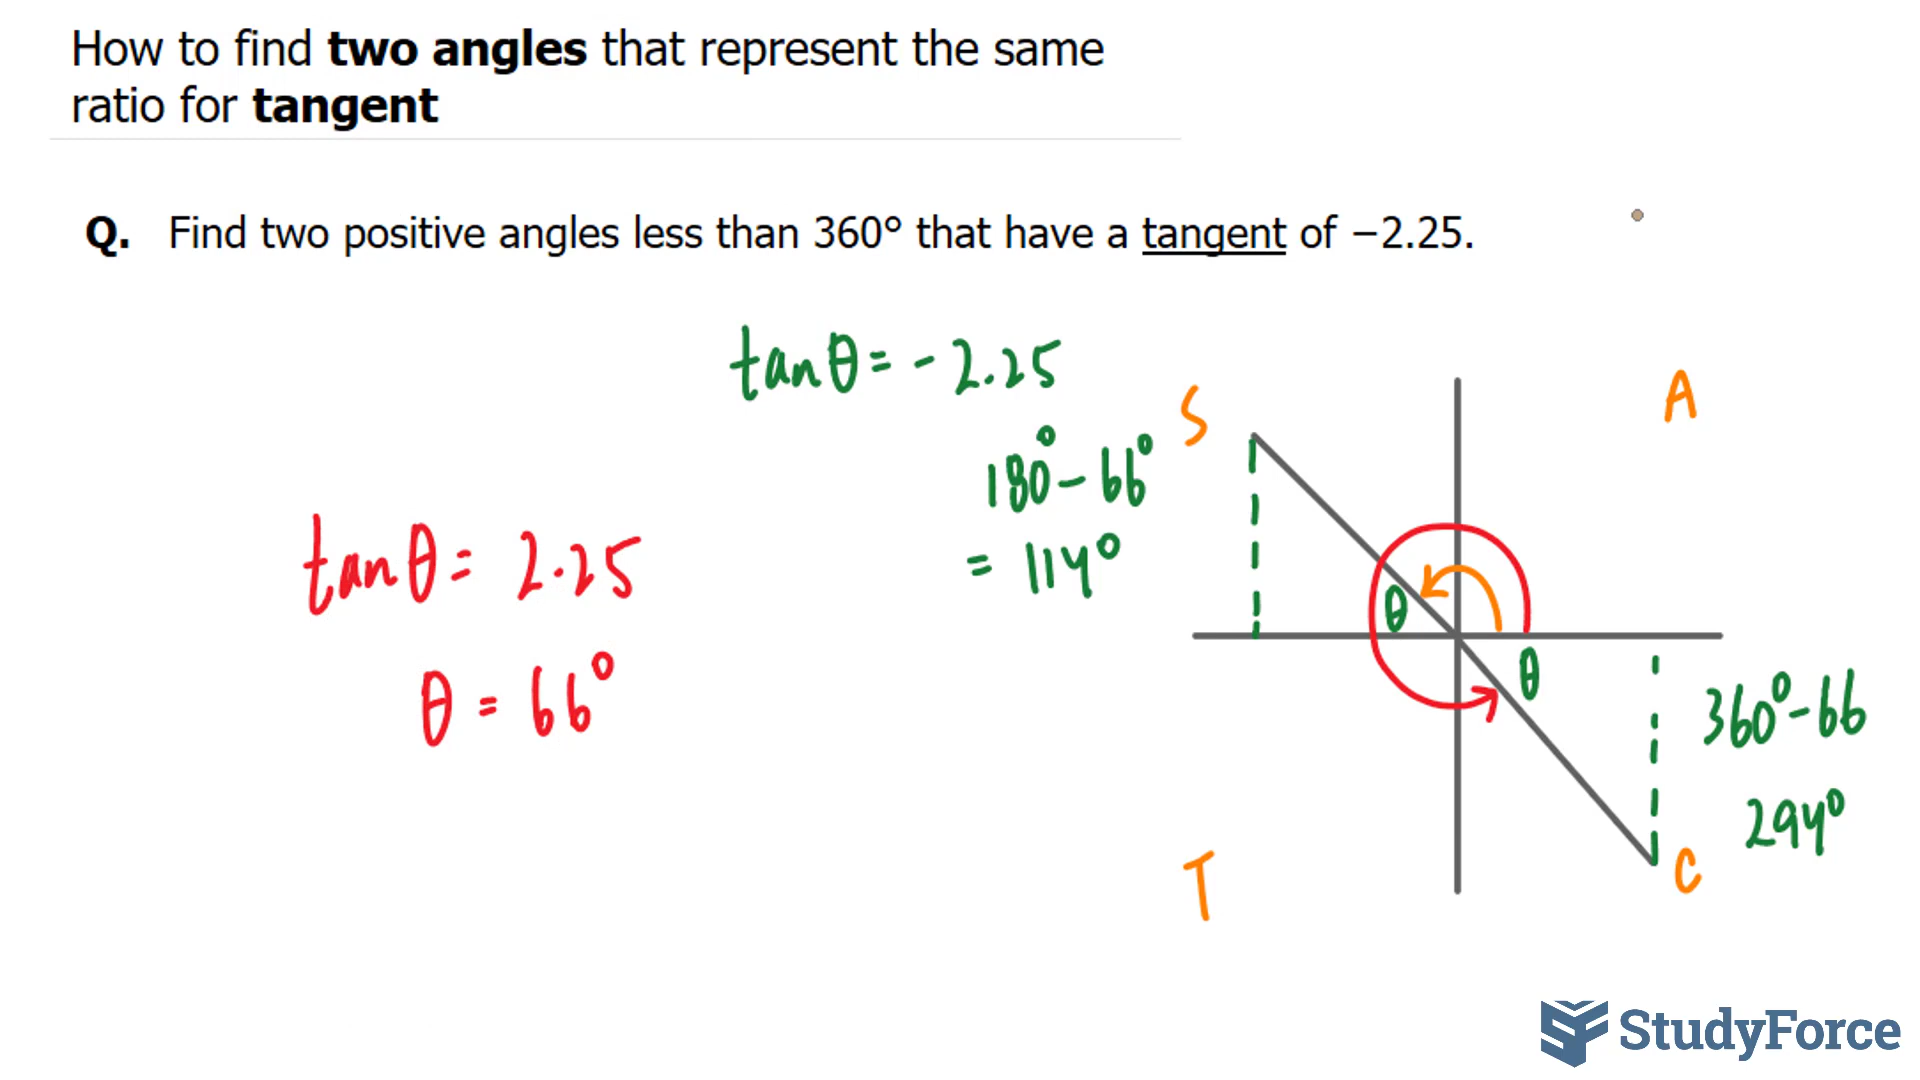 How to find two angles that represent the same
ratio for tangent
Q. Find two positive angles less than 360° that have a tangent of −2.25.
tanθ = -2.25
180° - 66°
= 114°
tanθ = 2.25
θ = 66°
S
A
θ
θ
360° - 66
294°
T
C
StudyForce